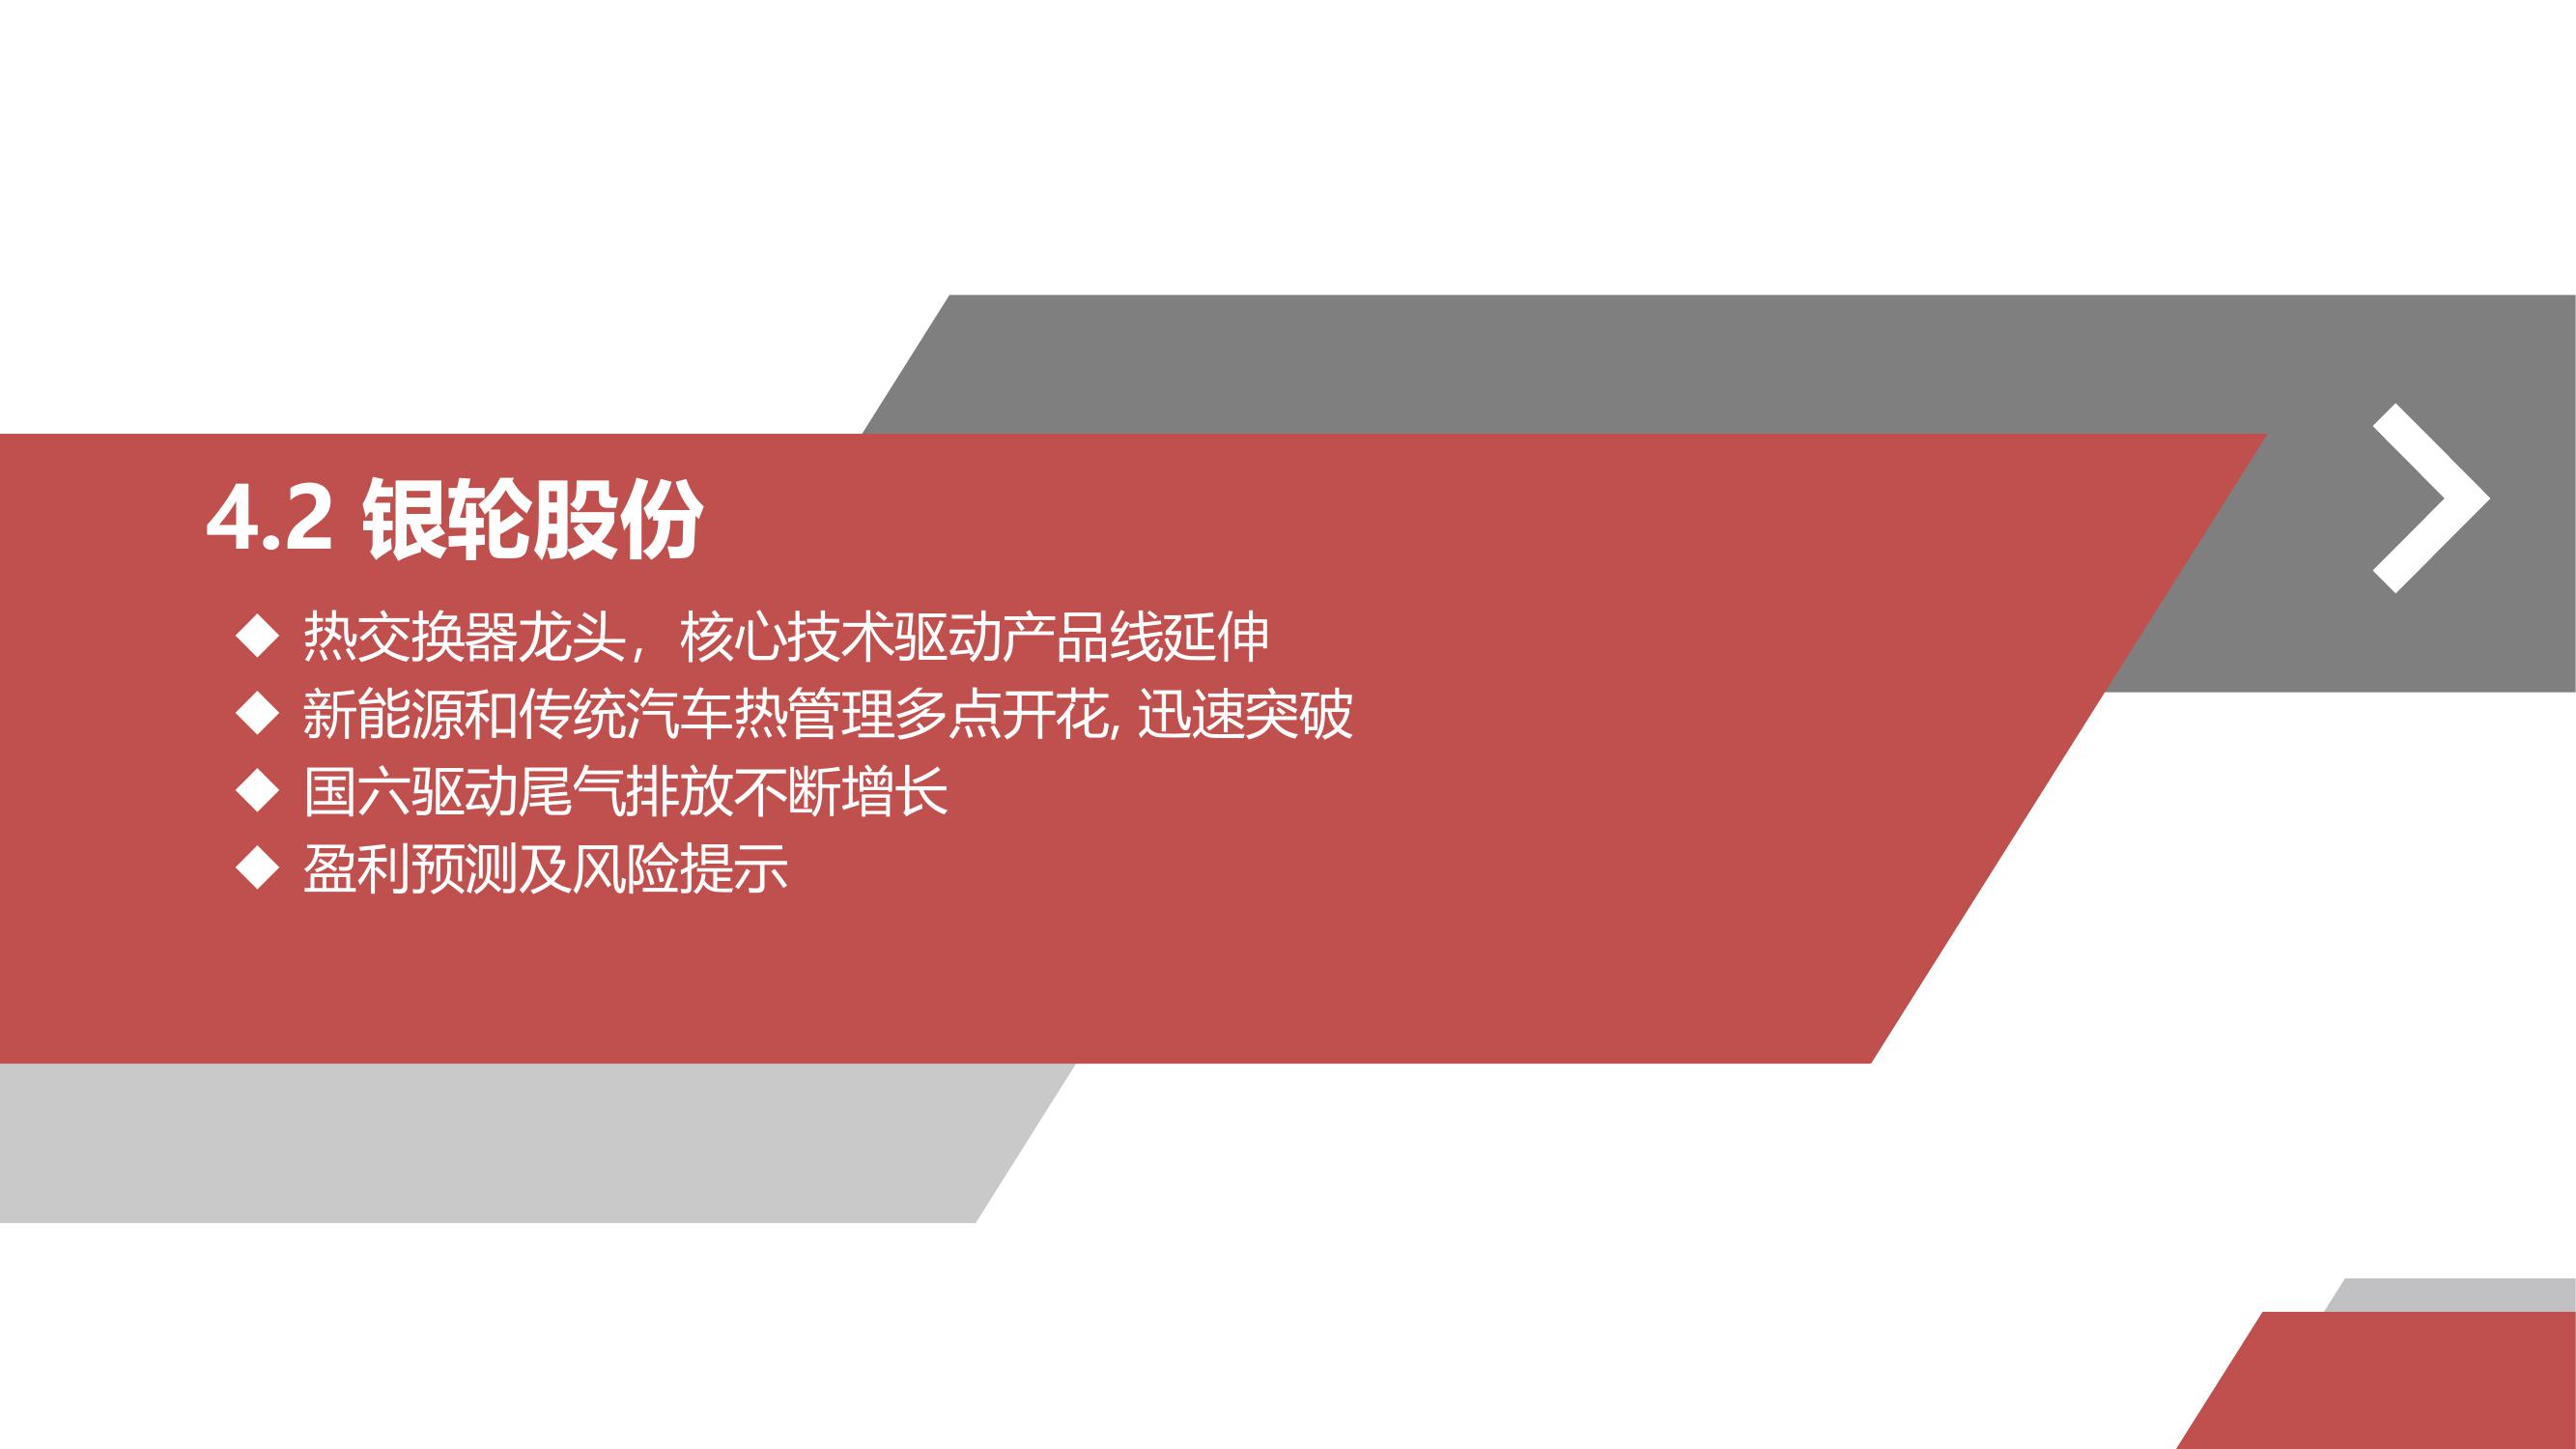 4.2 银轮股份
◆ 热交换器龙头，核心技术驱动产品线延伸
◆ 新能源和传统汽车热管理多点开花, 迅速突破
◆ 国六驱动尾气排放不断增长
◆ 盈利预测及风险提示